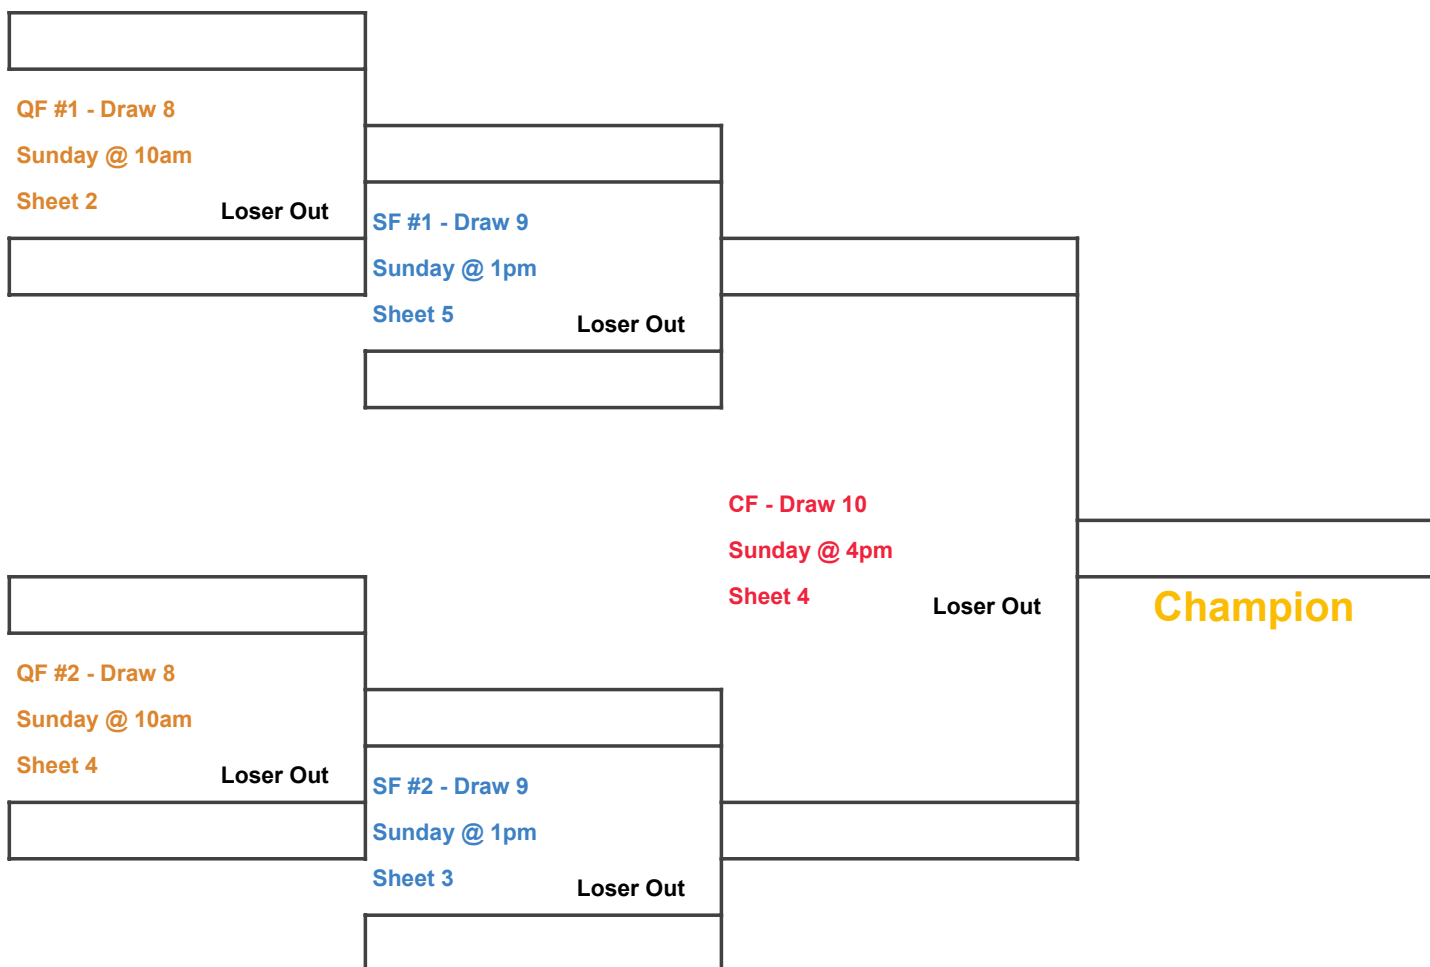 QF #1 - Draw 8
Sunday @ 10am
Sheet 2
Loser Out
SF #1 - Draw 9
Sunday @ 1pm
Sheet 5
Loser Out
CF - Draw 10
Sunday @ 4pm
Sheet 4
Loser Out
Champion
QF #2 - Draw 8
Sunday @ 10am
Sheet 4
Loser Out
SF #2 - Draw 9
Sunday @ 1pm
Sheet 3
Loser Out